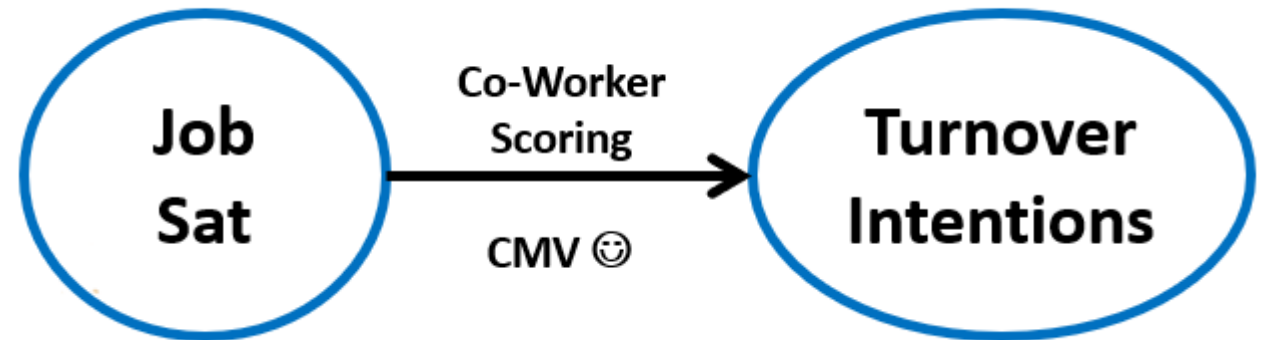 Job
Sat
Co-Worker
Scoring
CMV ☺
Turnover
Intentions